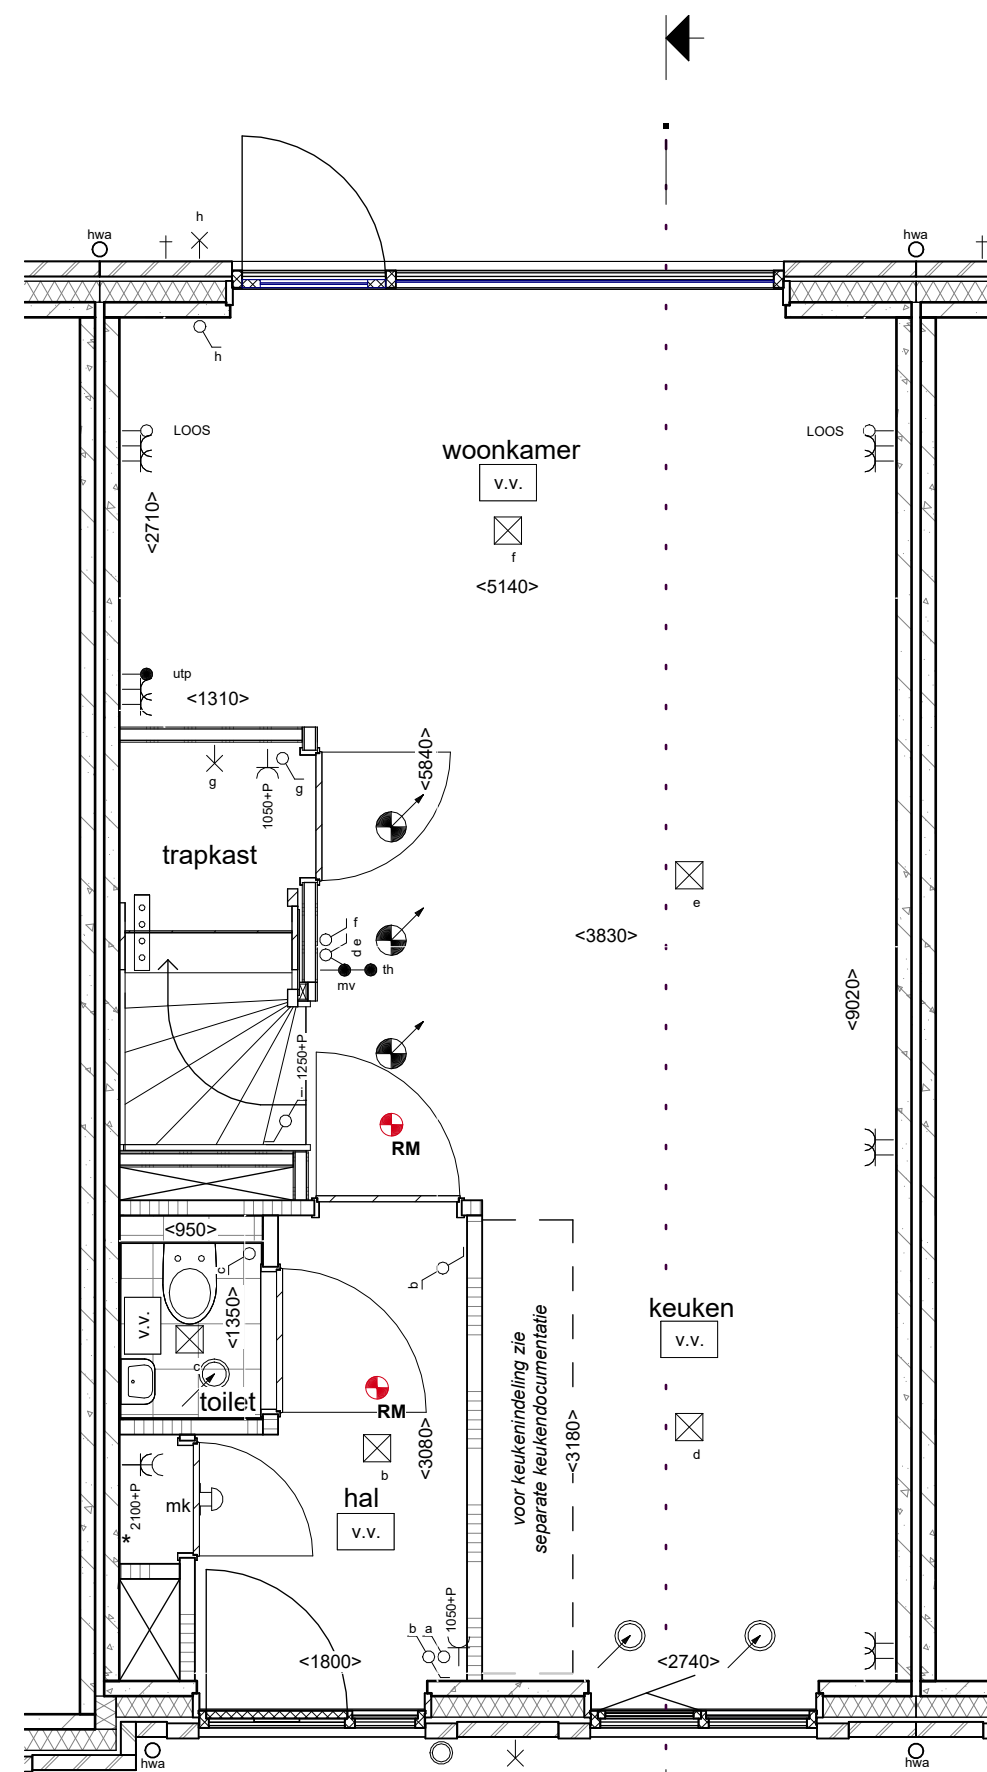 h
hwa
hwa
h
LOOS
LOOS
woonkamer
v.v.
<2710>
f
<5140>
utp
<1310>
<5840>
g
g
1050+P
trapkast
e
f
d e
<3830>
th
mv
<9020>
1250+P
i
RM
<950>
c
b
<1350>
v.v.
keuken
v.v.
voor keukenindeling zie
separate keukendocumentatie
c
toilet
RM
<3080>
<3180>
b
d
2100+P
mk
hal
v.v.
*
1050+P
b a
<1800>
<2740>
hwa
hwa